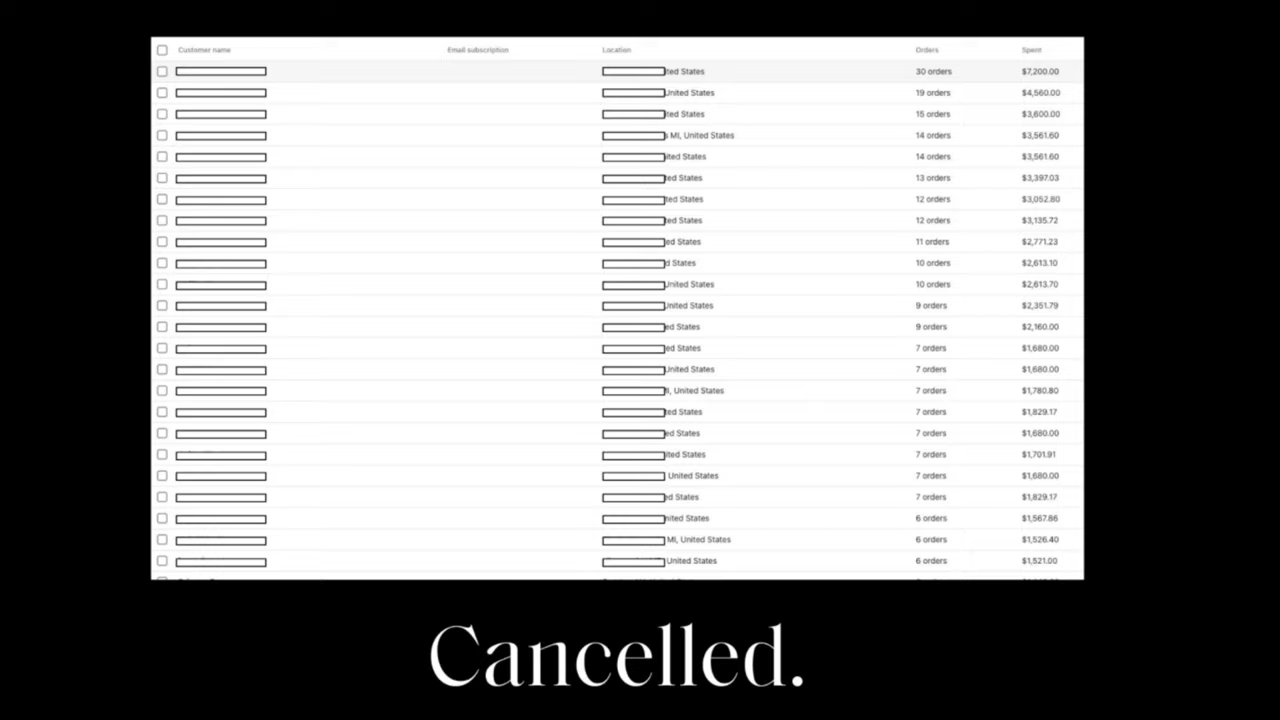 Customer name Email subscription Location Orders Spent
ted States 30 orders $7,200.00
United States 19 orders $4,560.00
ted States 15 orders $3,600.00
s MI, United States 14 orders $3,561.60
ited States 14 orders $3,561.60
ted States 13 orders $3,397.03
ted States 12 orders $3,052.80
ted States 12 orders $3,135.72
ed States 11 orders $2,771.23
d States 10 orders $2,613.10
United States 10 orders $2,613.70
United States 9 orders $2,351.79
ed States 9 orders $2,160.00
ed States 7 orders $1,680.00
United States 7 orders $1,680.00
I, United States 7 orders $1,780.80
ted States 7 orders $1,829.17
ed States 7 orders $1,680.00
ited States 7 orders $1,701.91
United States 7 orders $1,680.00
ed States 7 orders $1,829.17
nited States 6 orders $1,567.86
MI, United States 6 orders $1,526.40
United States 6 orders $1,521.00
Cancelled.